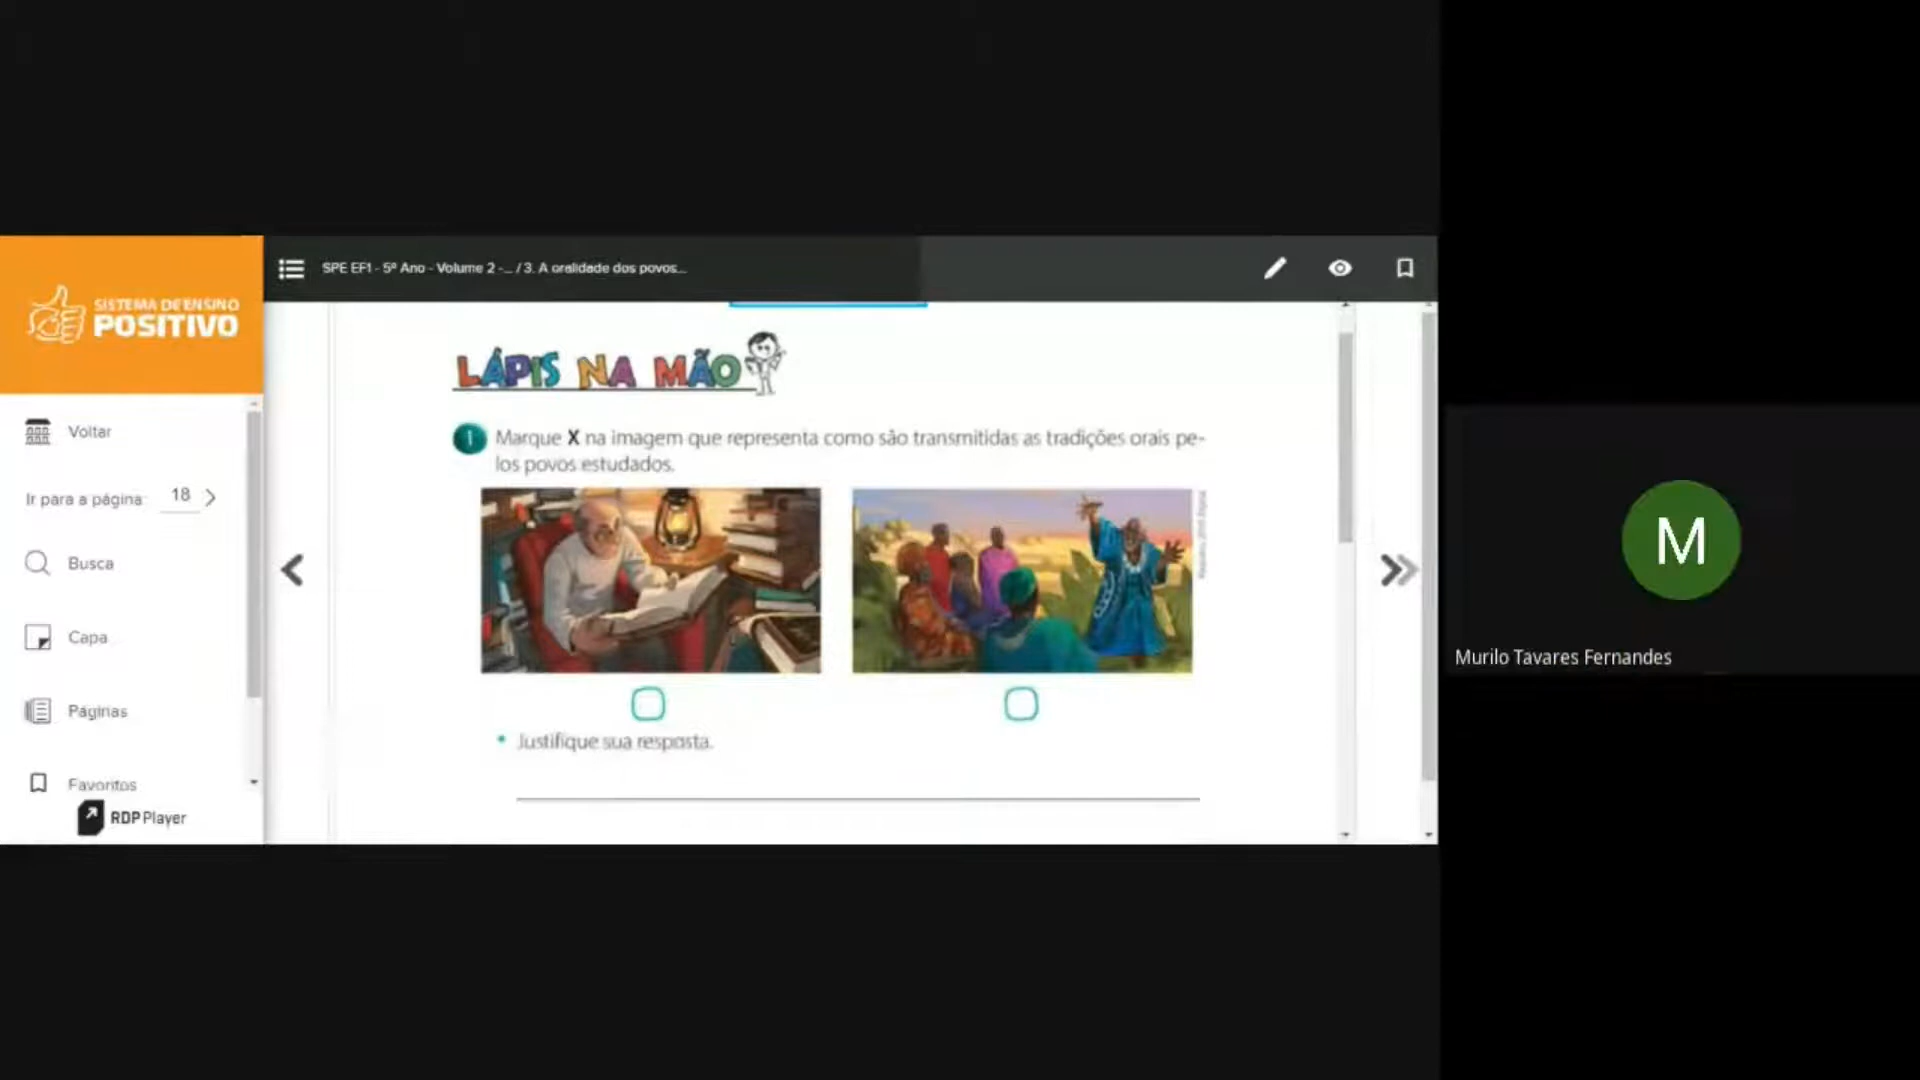 SISTEMA DE ENSINO
POSITIVO
SPE EF1 - 5º Ano - Volume 2 -... / 3. A oralidade dos povos...
Voltar
Ir para a página: 18
Busca
Capa
Páginas
Favoritos
RDP Player
LÁPIS NA MÃO
1 Marque X na imagem que representa como são transmitidas as tradições orais pe-
los povos estudados.
• Justifique sua resposta.
M
Murilo Tavares Fernandes